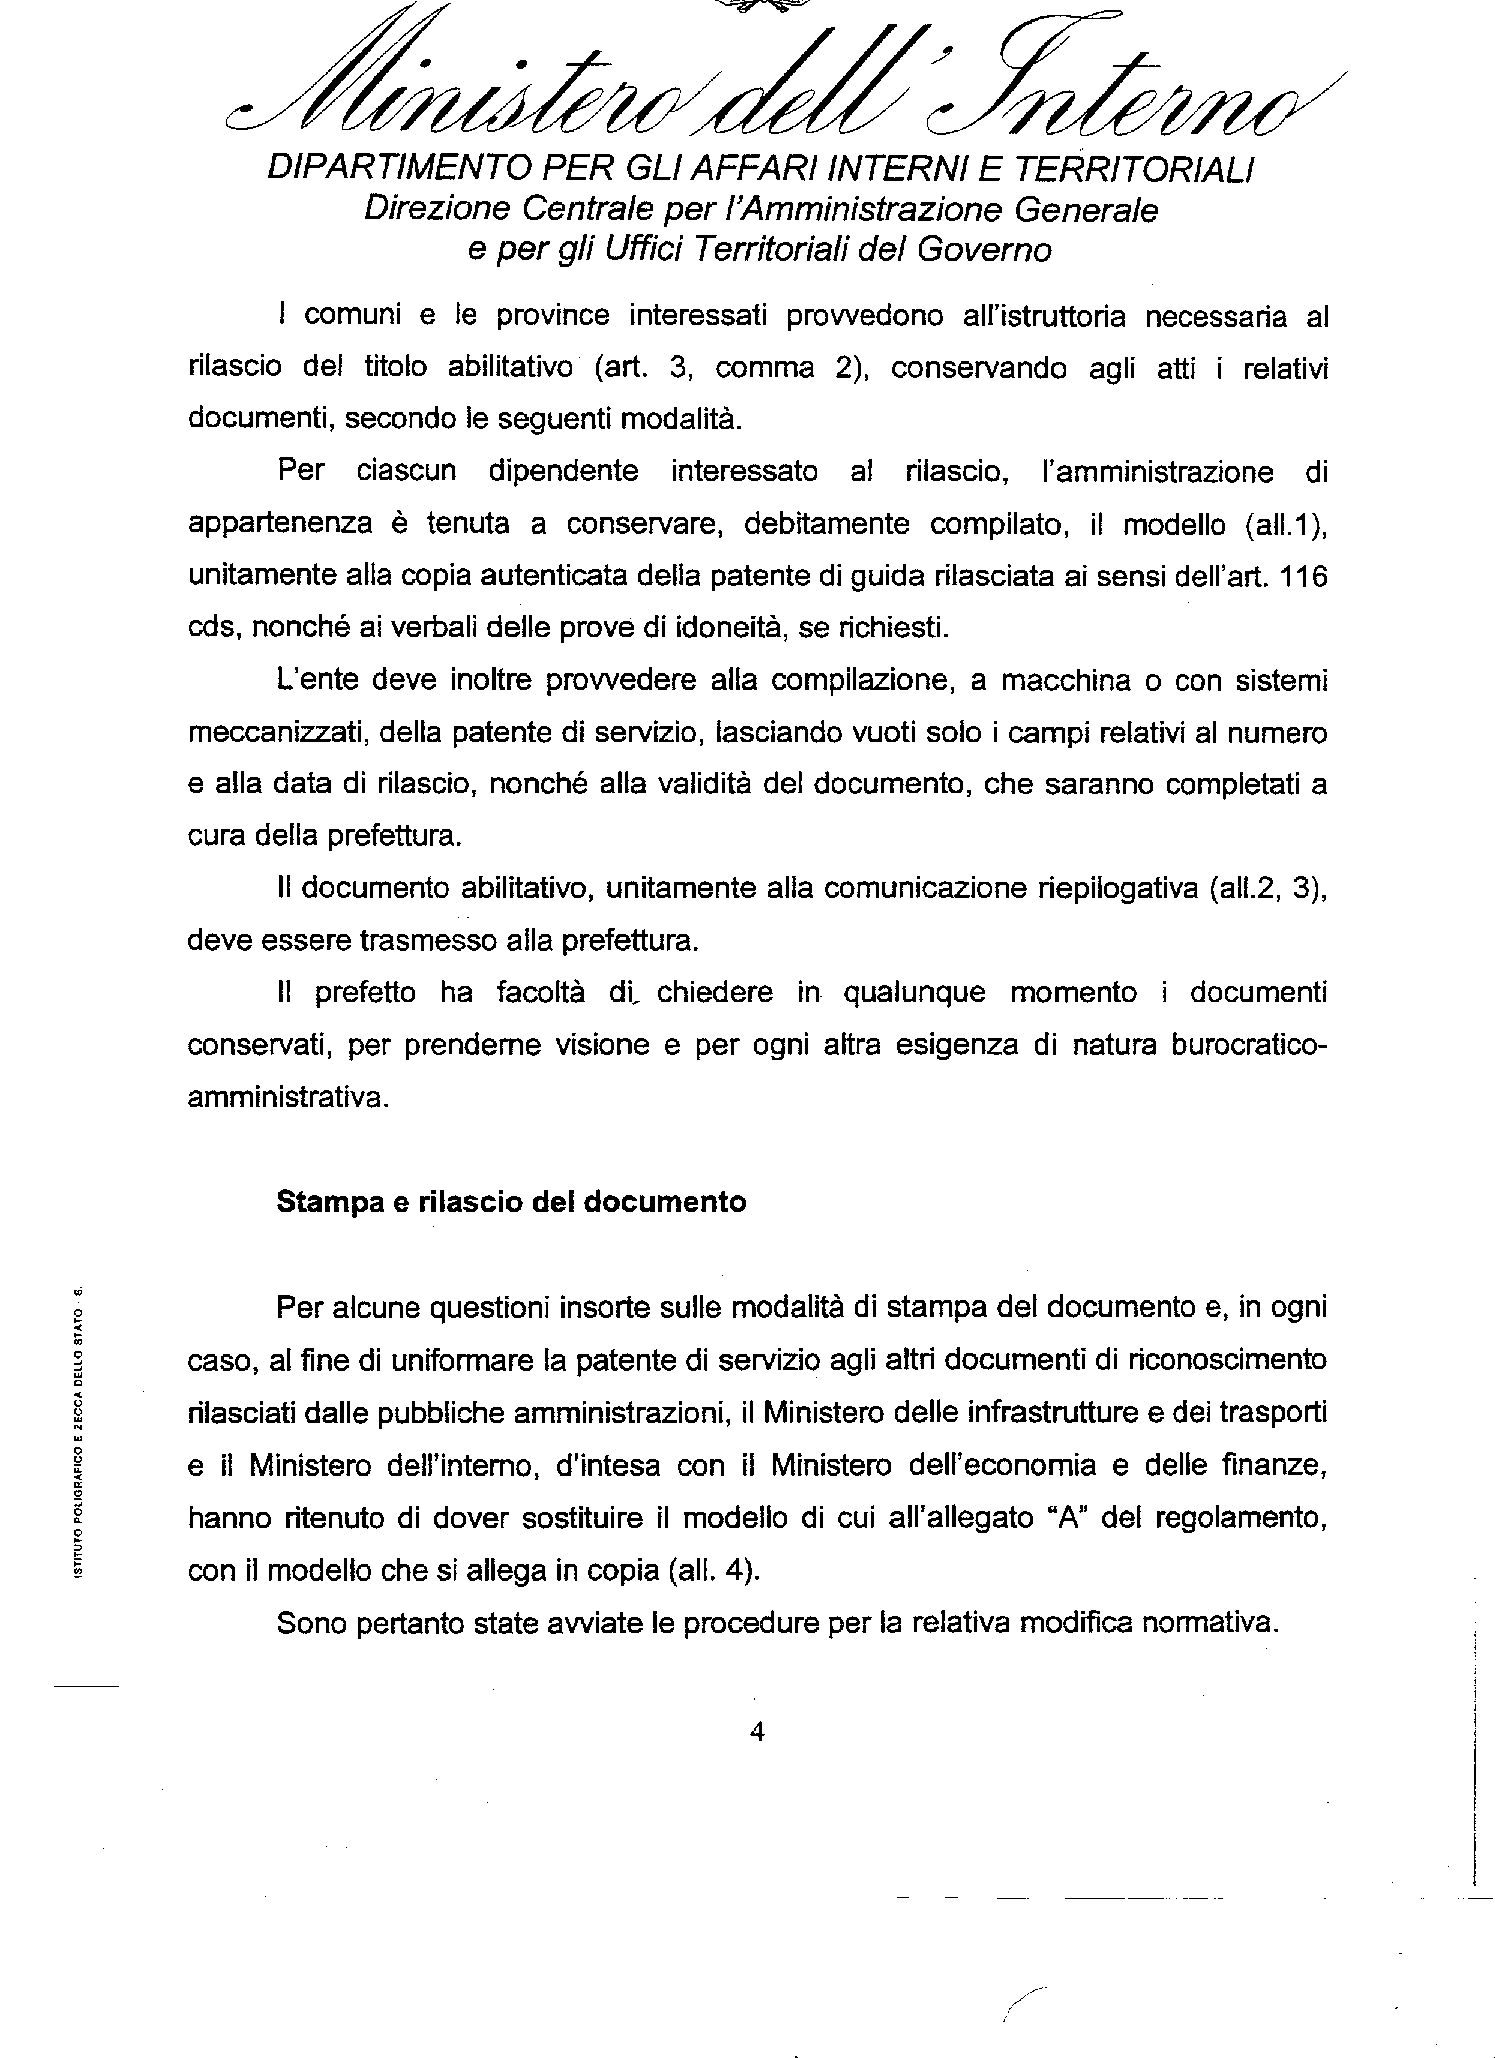 Ministero dell'Interno
DIPARTIMENTO PER GLI AFFARI INTERNI E TERRITORIALI
Direzione Centrale per l'Amministrazione Generale
e per gli Uffici Territoriali del Governo
I comuni e le province interessati provvedono all'istruttoria necessaria al
rilascio del titolo abilitativo (art. 3, comma 2), conservando agli atti i relativi
documenti, secondo le seguenti modalità.
Per ciascun dipendente interessato al rilascio, l'amministrazione di
appartenenza è tenuta a conservare, debitamente compilato, il modello (all.1),
unitamente alla copia autenticata della patente di guida rilasciata ai sensi dell'art. 116
cds, nonché ai verbali delle prove di idoneità, se richiesti.
L'ente deve inoltre provvedere alla compilazione, a macchina o con sistemi
meccanizzati, della patente di servizio, lasciando vuoti solo i campi relativi al numero
e alla data di rilascio, nonché alla validità del documento, che saranno completati a
cura della prefettura.
Il documento abilitativo, unitamente alla comunicazione riepilogativa (all.2, 3),
deve essere trasmesso alla prefettura.
Il prefetto ha facoltà di chiedere in qualunque momento i documenti
conservati, per prenderne visione e per ogni altra esigenza di natura burocratico-
amministrativa.
Stampa e rilascio del documento
Per alcune questioni insorte sulle modalità di stampa del documento e, in ogni
caso, al fine di uniformare la patente di servizio agli altri documenti di riconoscimento
rilasciati dalle pubbliche amministrazioni, il Ministero delle infrastrutture e dei trasporti
e il Ministero dell'interno, d'intesa con il Ministero dell'economia e delle finanze,
hanno ritenuto di dover sostituire il modello di cui all'allegato "A" del regolamento,
con il modello che si allega in copia (all. 4).
Sono pertanto state avviate le procedure per la relativa modifica normativa.
4
ISTITUTO POLIGRAFICO E ZECCA DELLO STATO - S.